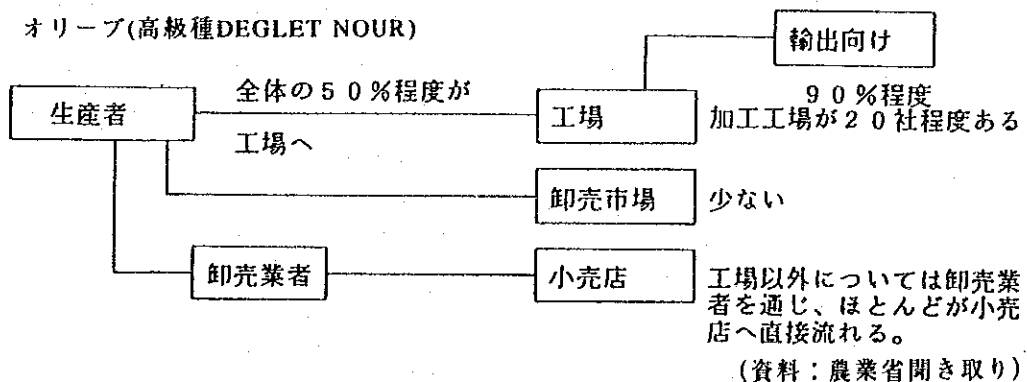 オリーブ(高級種DEGLET NOUR)
輸出向け
全体の50%程度が
90%程度
生産者
工場
加工工場が20社程度ある
工場へ
卸売市場
少ない
卸売業者
小売店
工場以外については卸売業
者を通じ、ほとんどが小売
店へ直接流れる。
(資料：農業省聞き取り)